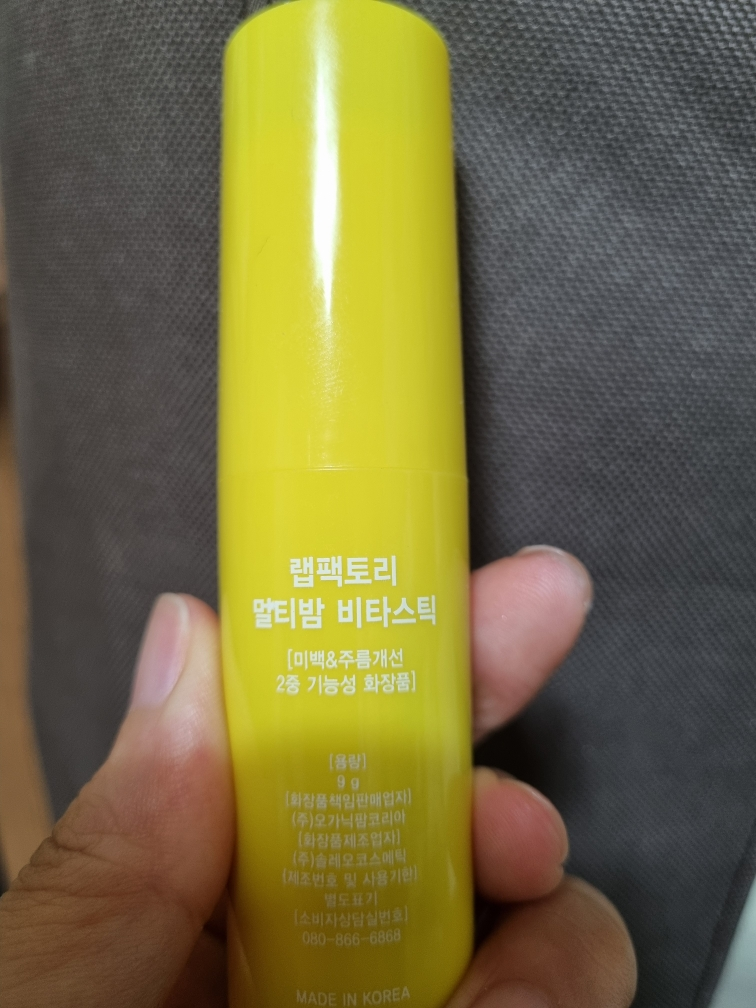 랩팩토리
멀티밤 비타스틱
[미백&주름개선
2중 기능성 화장품]
[용량]
9 g
[화장품책임판매업자]
(주)오가닉팜코리아
[화장품제조업자]
(주)솔레오코스메틱
[제조번호 및 사용기한]
별도표기
[소비자상담실번호]
080-866-6868
MADE IN KOREA